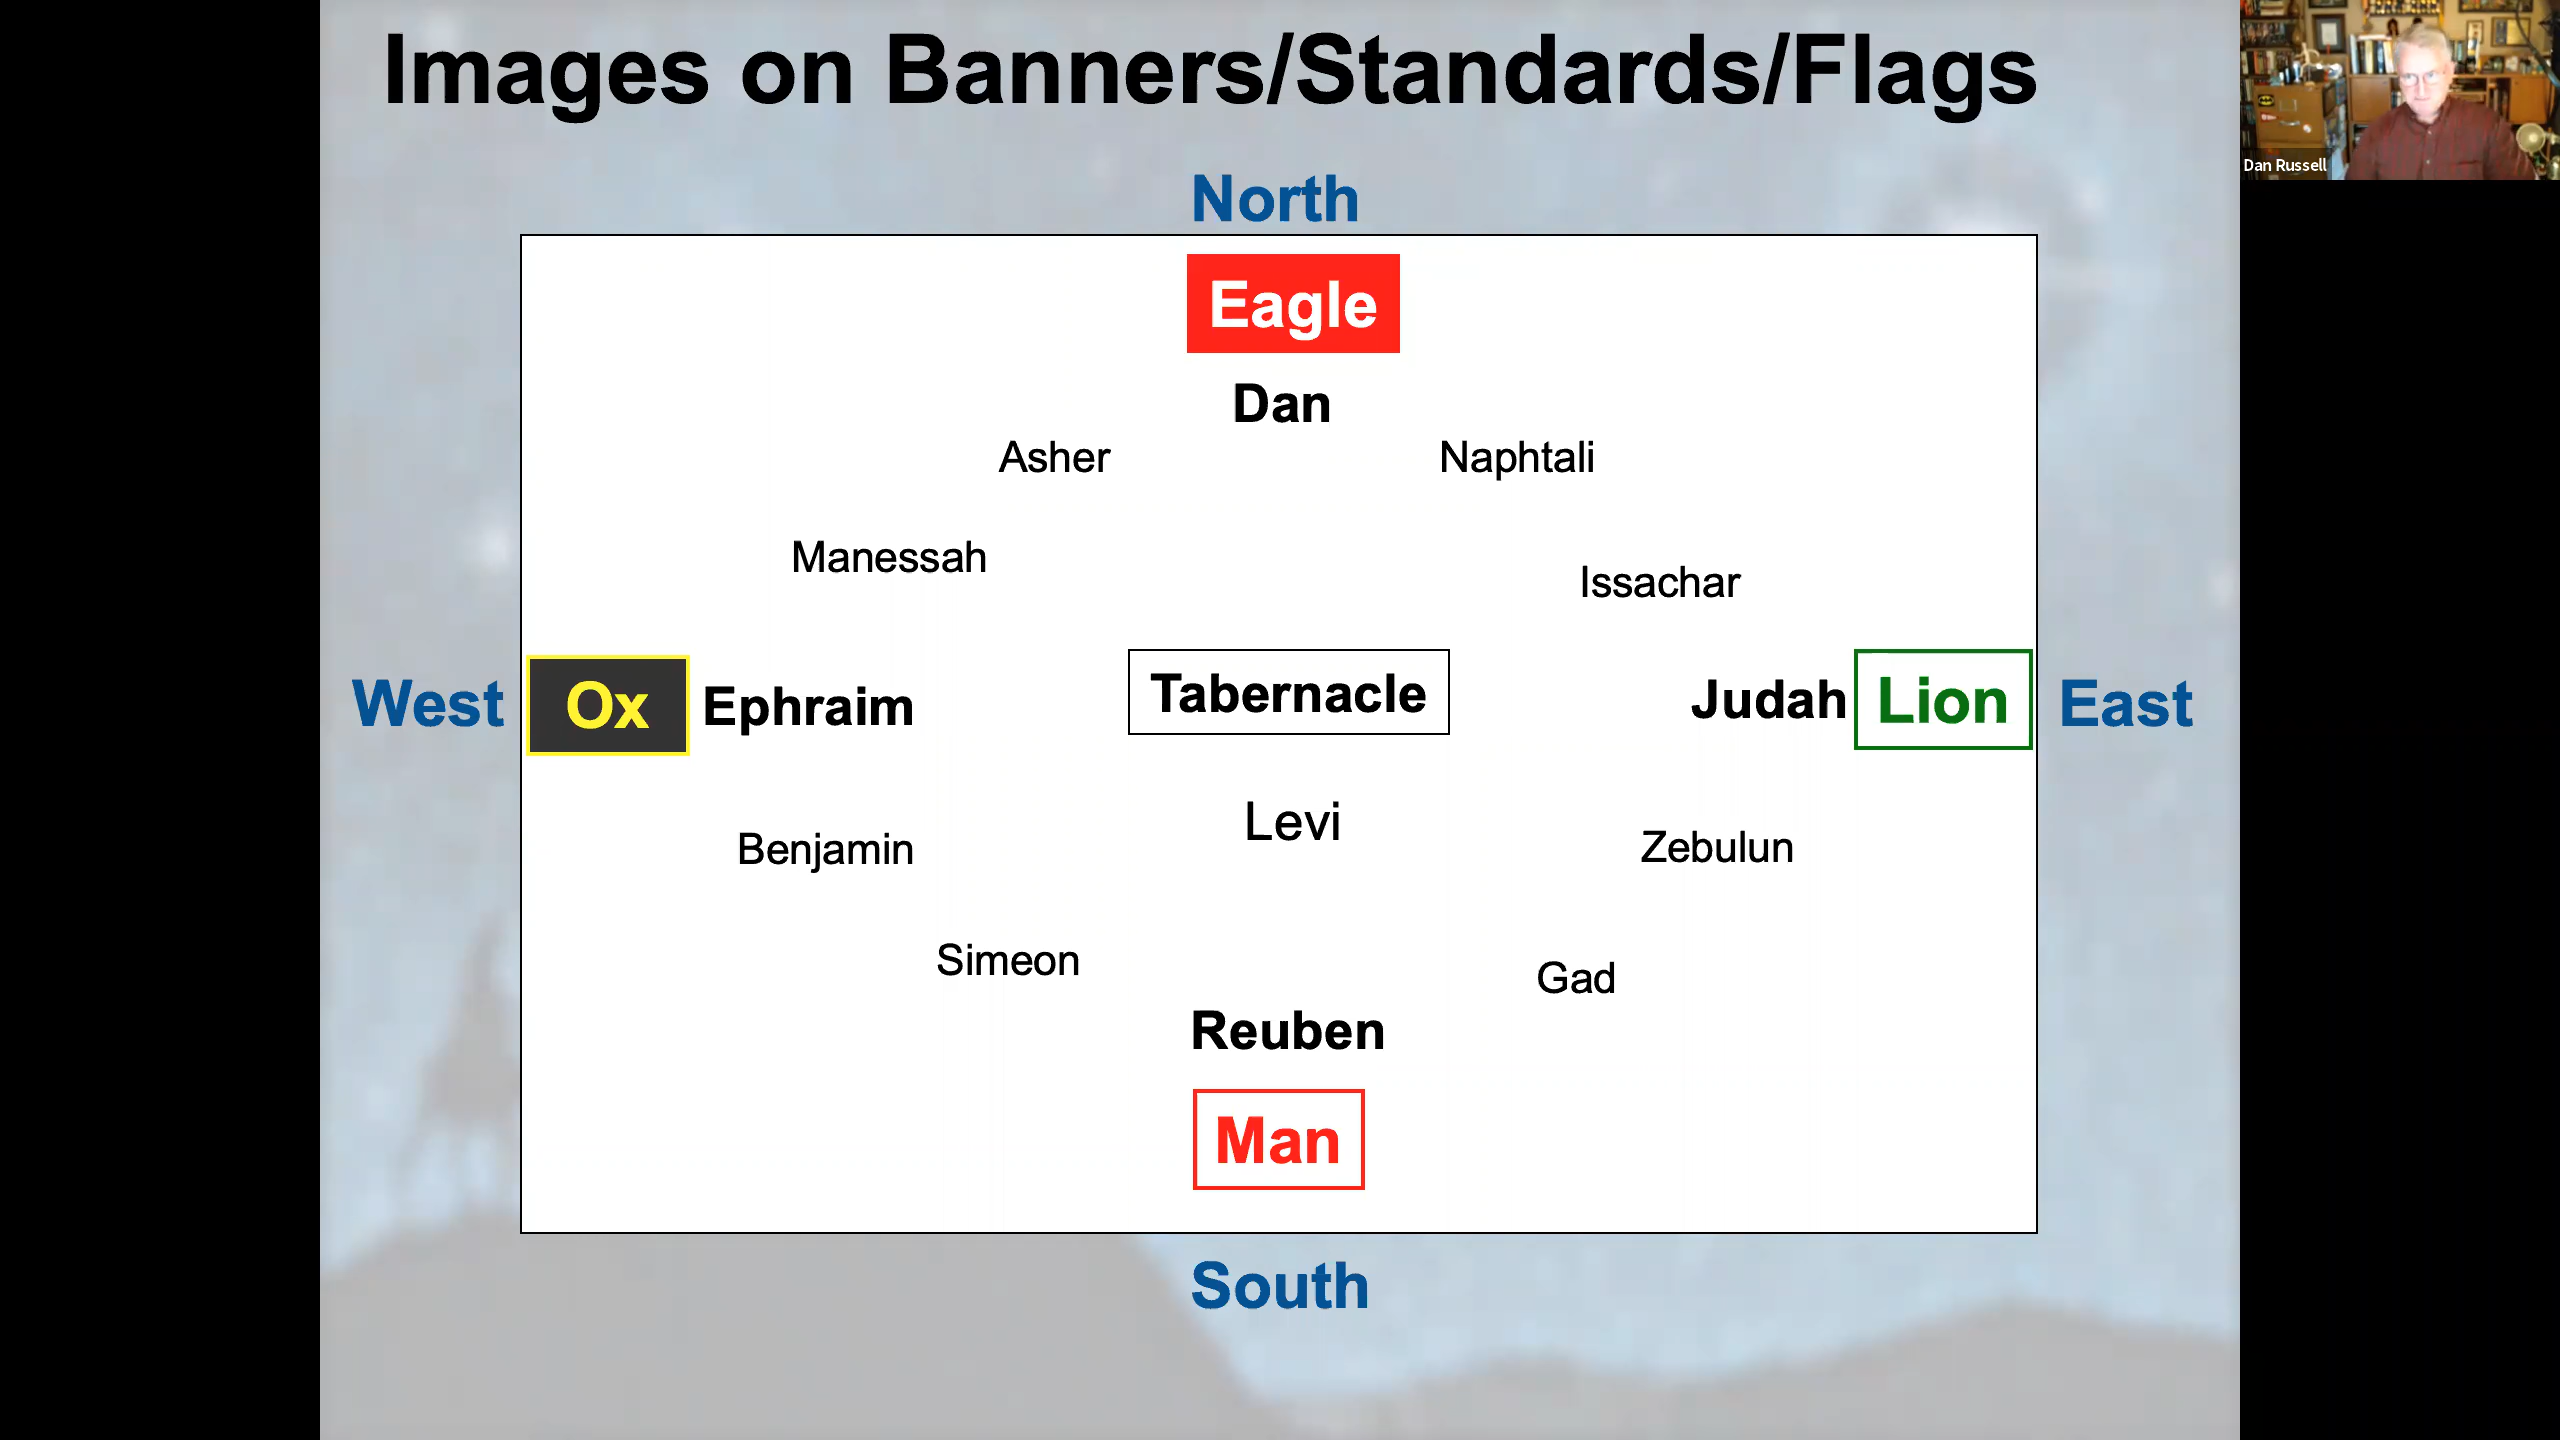 Images on Banners/Standards/Flags
Dan Russell
North
Eagle
Dan
Asher Naphtali
Manessah
Issachar
West Ox Ephraim Tabernacle Judah Lion East
Levi
Benjamin Zebulun
Simeon Gad
Reuben
Man
South